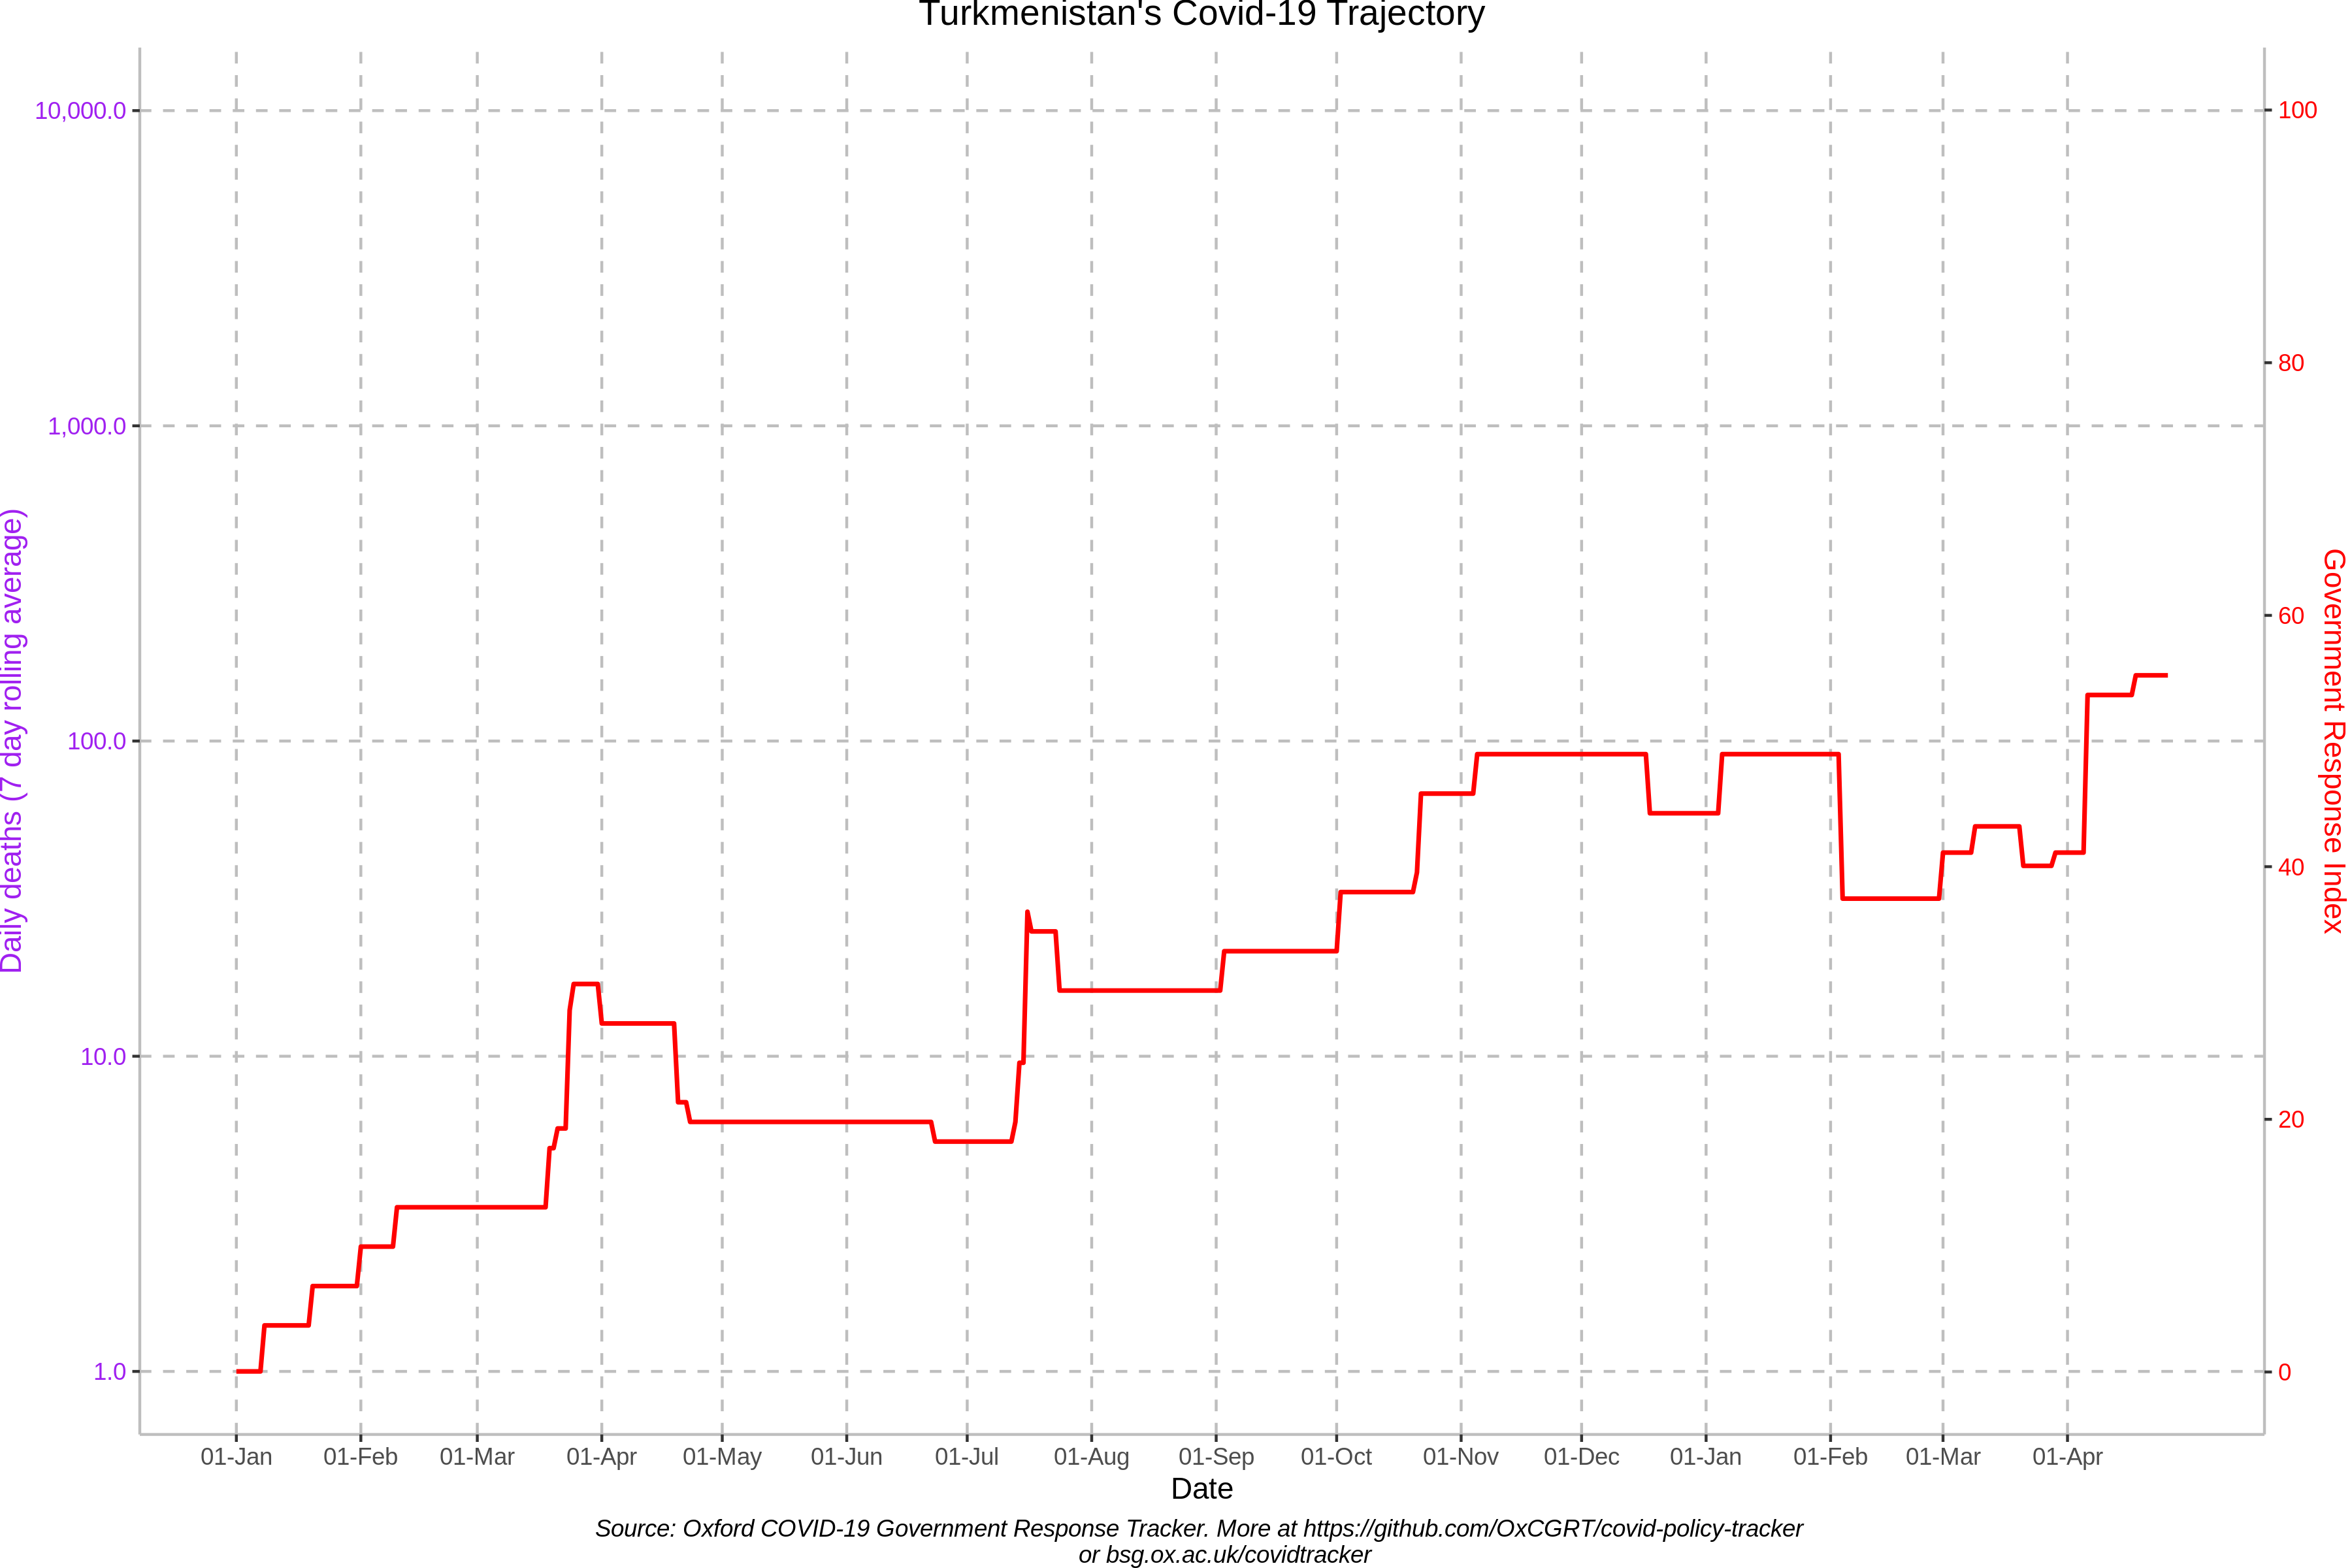 Turkmenistan's Covid-19 Trajectory
10,000.0
1,000.0
100.0
10.0
1.0
Daily deaths (7 day rolling average)
100
80
60
40
20
0
Government Response Index
01-Jan 01-Feb 01-Mar 01-Apr 01-May 01-Jun 01-Jul 01-Aug 01-Sep 01-Oct 01-Nov 01-Dec 01-Jan 01-Feb 01-Mar 01-Apr
Date
Source: Oxford COVID-19 Government Response Tracker. More at https://github.com/OxCGRT/covid-policy-tracker
or bsg.ox.ac.uk/covidtracker